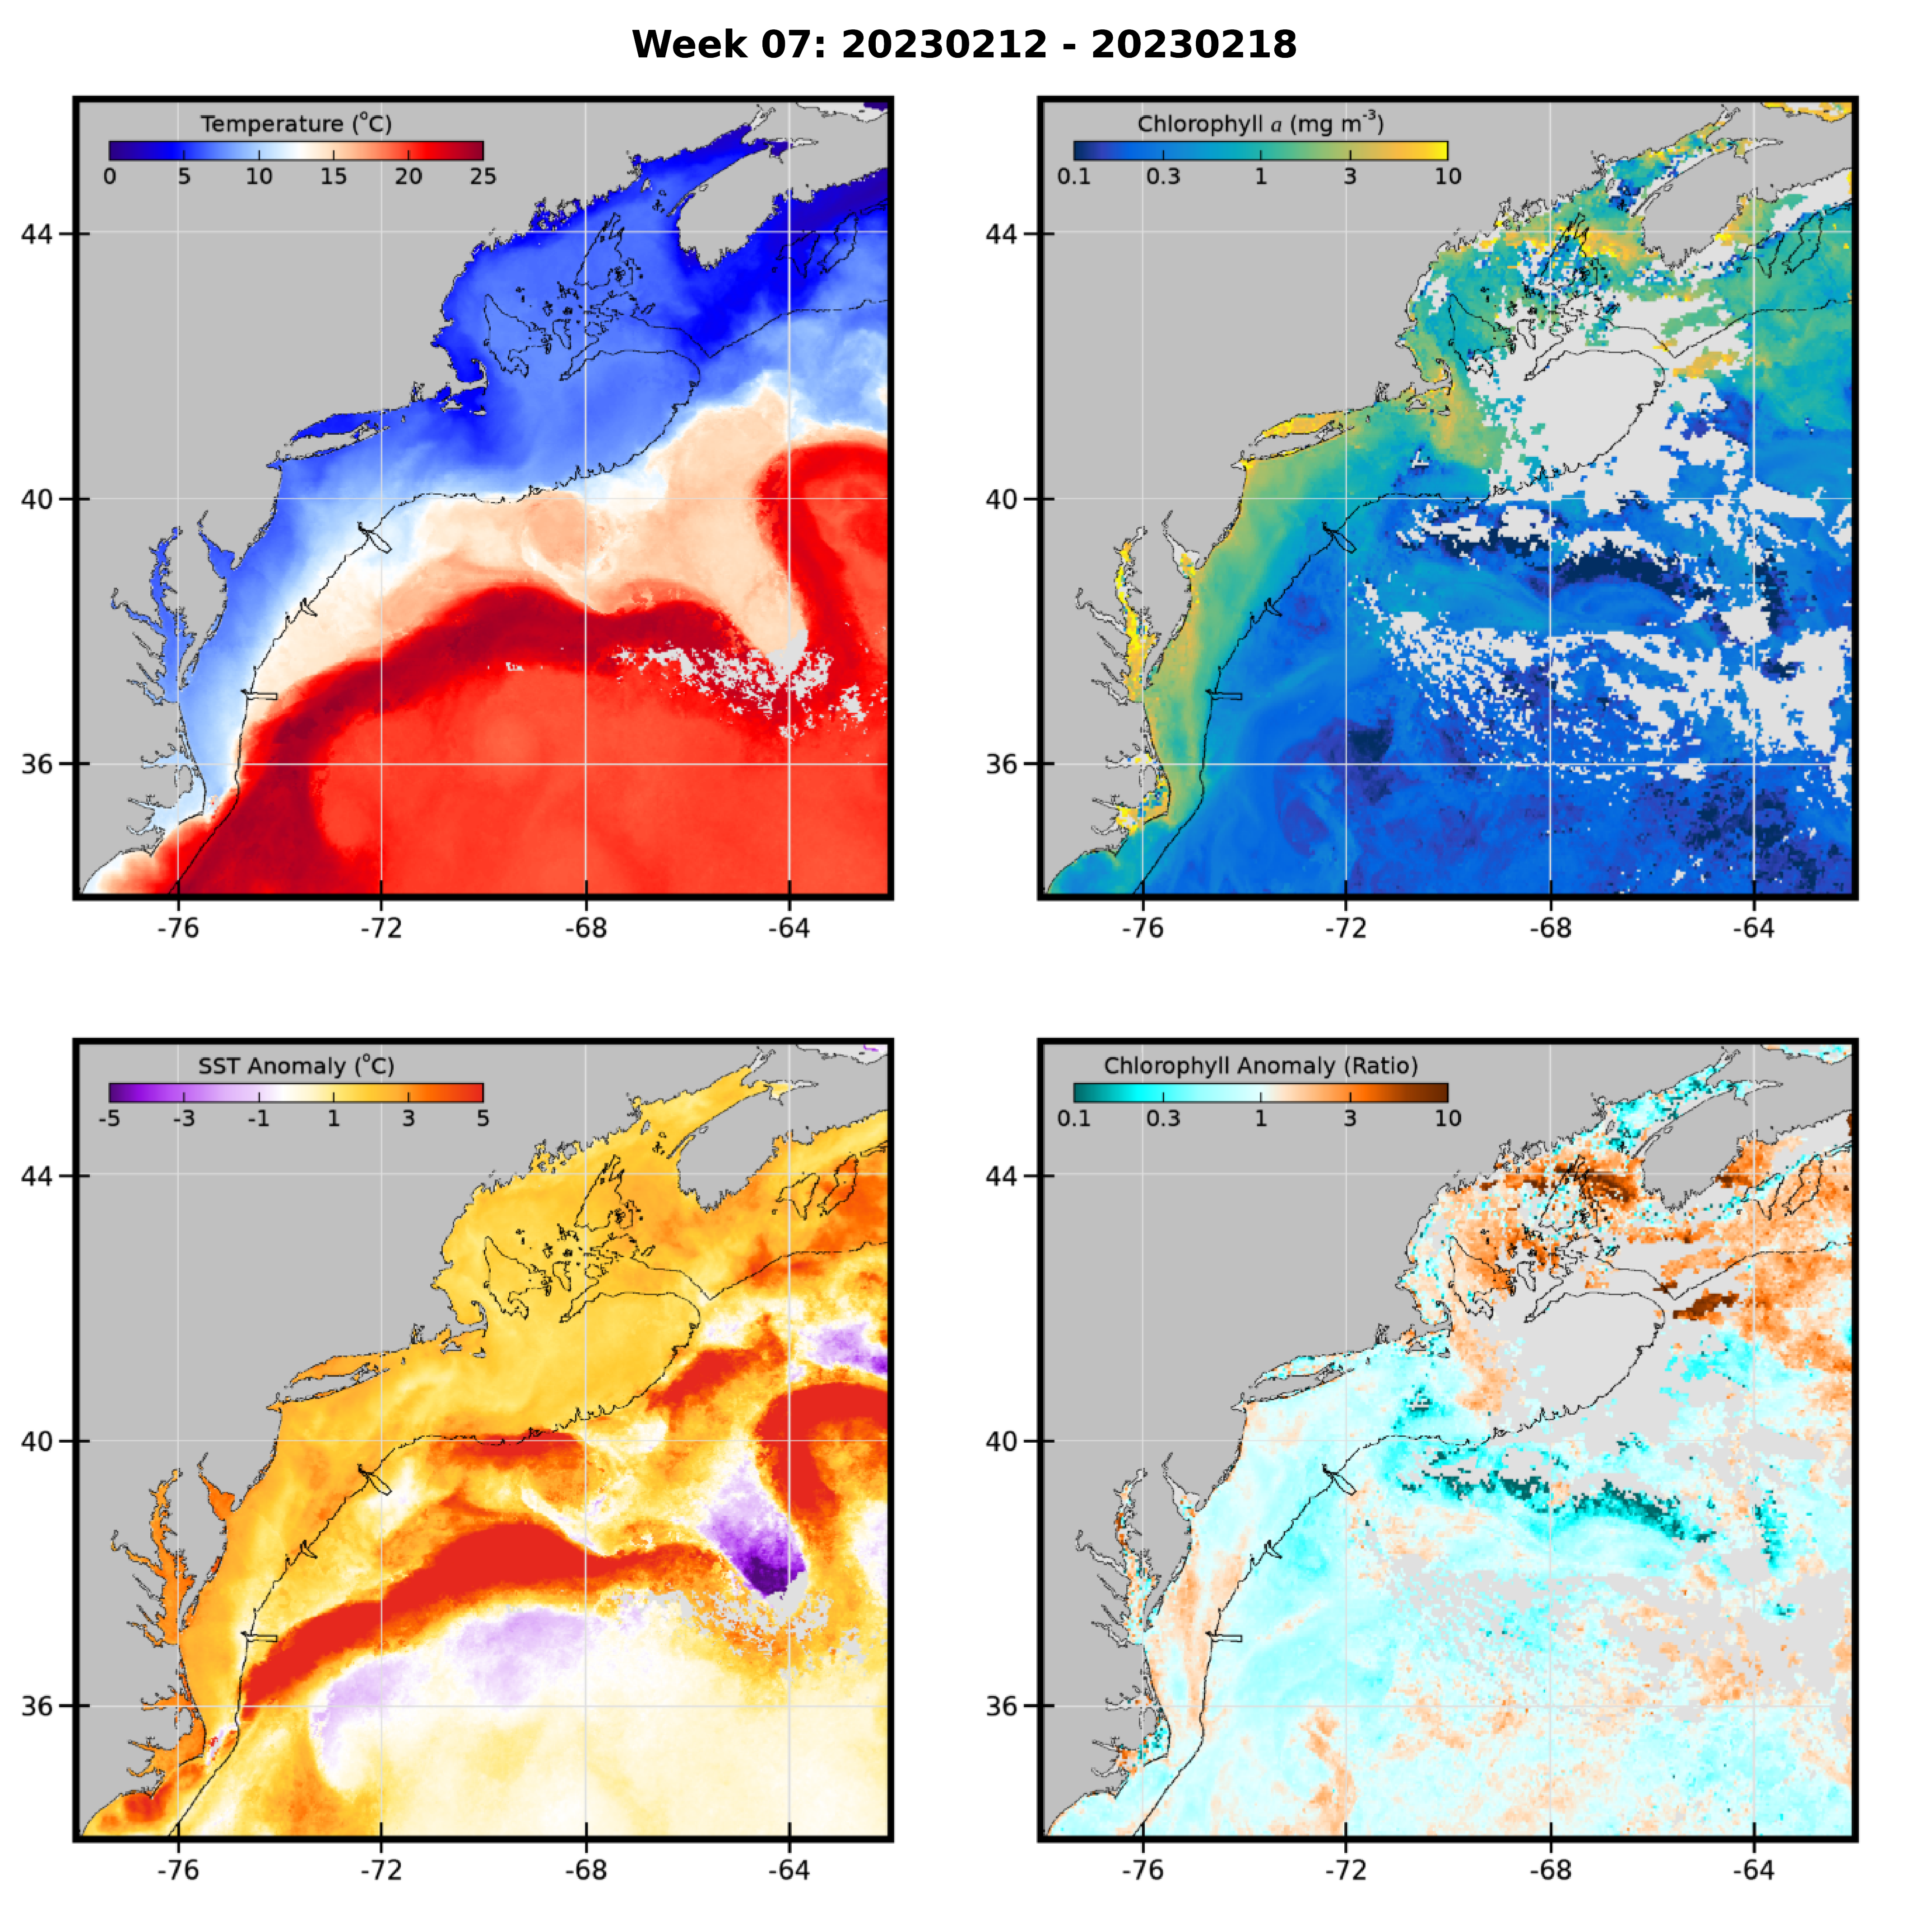 Week 07: 20230212 - 20230218
Temperature (°C)
0 5 10 15 20 25
44
40
36
-76 -72 -68 -64
Chlorophyll a (mg m⁻³)
0.1 0.3 1 3 10
44
40
36
-76 -72 -68 -64
SST Anomaly (°C)
-5 -3 -1 1 3 5
44
40
36
-76 -72 -68 -64
Chlorophyll Anomaly (Ratio)
0.1 0.3 1 3 10
44
40
36
-76 -72 -68 -64